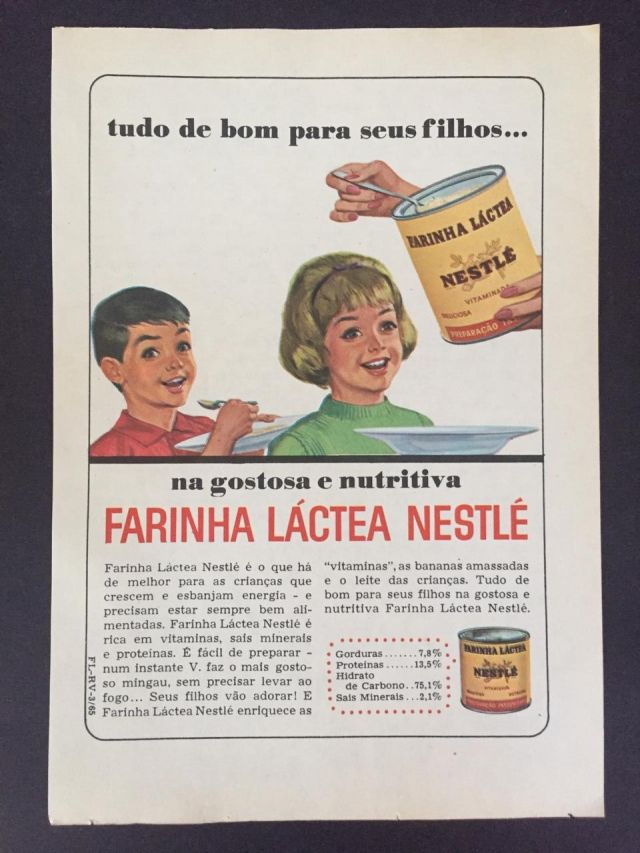 tudo de bom para seus filhos...
FARINHA LÁCTEA
NESTLÉ
VITAMINADA
DELICIOSA
PREPARAÇÃO
na gostosa e nutritiva
FARINHA LÁCTEA NESTLÉ
Farinha Láctea Nestlé é o que há
de melhor para as crianças que
crescem e esbanjam energia - e
precisam estar sempre bem ali-
mentadas. Farinha Láctea Nestlé é
rica em vitaminas, sais minerais
e proteinas. É fácil de preparar -
num instante V. faz o mais gosto-
so mingau, sem precisar levar ao
fogo... Seus filhos vão adorar! E
Farinha Láctea Nestlé enriquece as
"vitaminas", as bananas amassadas
e o leite das crianças. Tudo de
bom para seus filhos na gostosa e
nutritiva Farinha Láctea Nestlé.
Gorduras.......7,8%
Proteinas......13,5%
Hidrato
de Carbono..75,1%
Sais Minerais...2,1%
FARINHA LÁCTEA
NESTLÉ
FL-RV-3/65